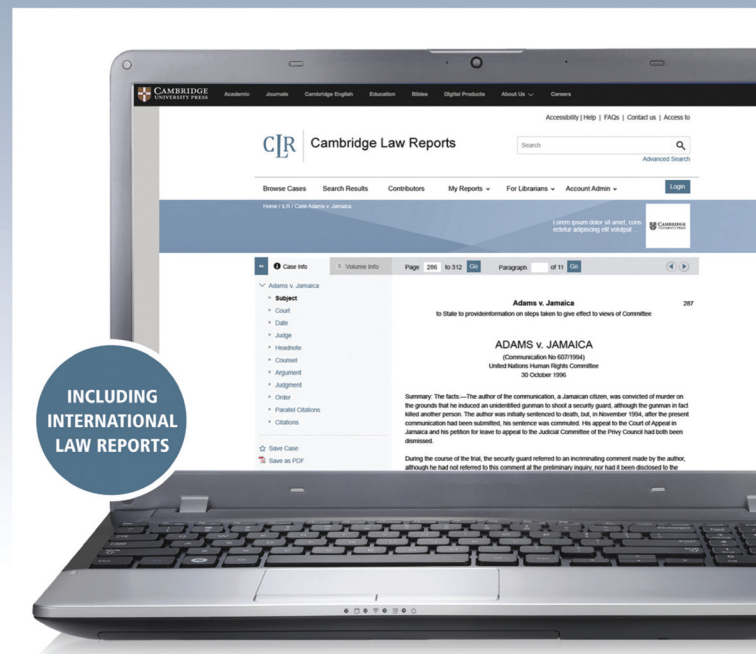 CAMBRIDGE
UNIVERSITY PRESS
Academic Journals Cambridge English Education Bibles Digital Products About Us Careers
Accessibility | Help | FAQs | Contact us | Access to
CLR Cambridge Law Reports
Search
Advanced Search
Browse Cases Search Results Contributors My Reports For Librarians Account Admin Login
Home / ILR / Case Adams v. Jamaica
Lorem ipsum dolor sit amet, cons
ectetur adipiscing elit volutpat ...
CAMBRIDGE
UNIVERSITY PRESS
Case Info Volume Info Page 286 to 312 Go Paragraph of 11 Go
Adams v. Jamaica
Subject
Court
Date
Judge
Headnote
Counsel
Argument
Judgment
Order
Parallel Citations
Citations
Save Case
Save as PDF
Adams v. Jamaica 287
to State to provideinformation on steps taken to give effect to views of Committee
ADAMS v. JAMAICA
(Communication No 607/1994)
United Nations Human Rights Committee
30 October 1996
Summary: The facts:—The author of the communication, a Jamaican citizen, was convicted of murder on
the grounds that he induced an unidentified gunman to shoot a security guard, although the gunman in fact
killed another person. The author was initially sentenced to death, but, in November 1994, after the present
communication had been submitted, his sentence was commuted. His appeal to the Court of Appeal in
Jamaica and his petition for leave to appeal to the Judicial Committee of the Privy Council had both been
dismissed.
During the course of the trial, the security guard referred to an incriminating comment made by the author,
although he had not referred to this comment at the preliminary inquiry, nor had it been disclosed to the
INCLUDING
INTERNATIONAL
LAW REPORTS